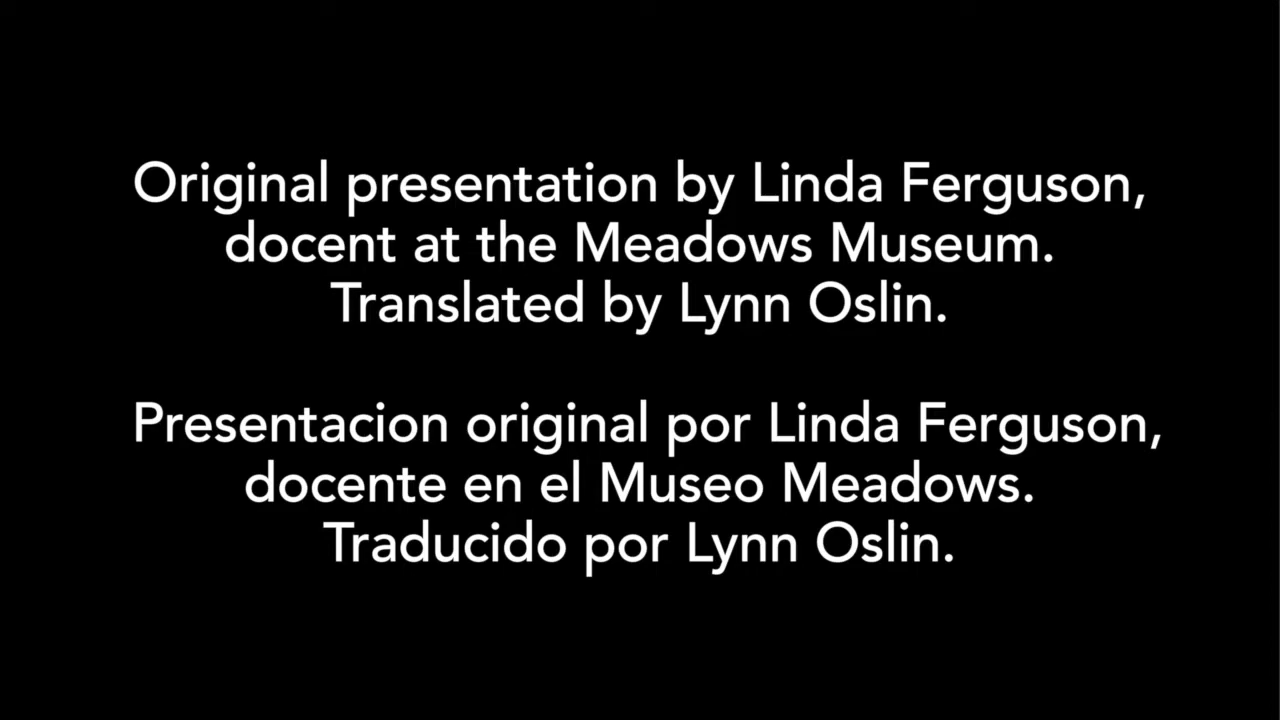 Original presentation by Linda Ferguson,
docent at the Meadows Museum.
Translated by Lynn Oslin.
Presentacion original por Linda Ferguson,
docente en el Museo Meadows.
Traducido por Lynn Oslin.